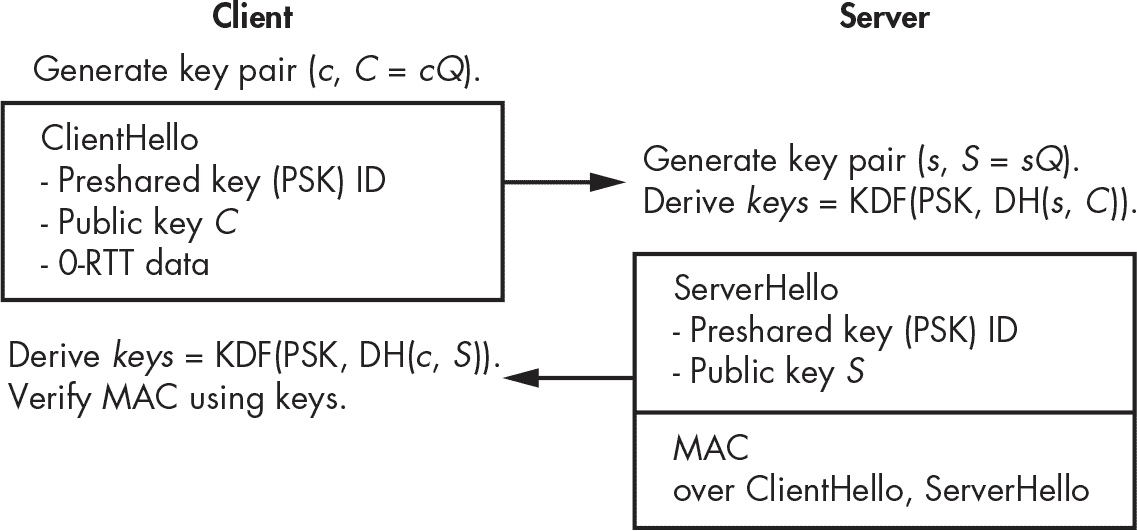 Client
Server
Generate key pair (c, C = cQ).
ClientHello
- Preshared key (PSK) ID
- Public key C
- 0-RTT data
Generate key pair (s, S = sQ).
Derive keys = KDF(PSK, DH(s, C)).
ServerHello
- Preshared key (PSK) ID
- Public key S
MAC
over ClientHello, ServerHello
Derive keys = KDF(PSK, DH(c, S)).
Verify MAC using keys.